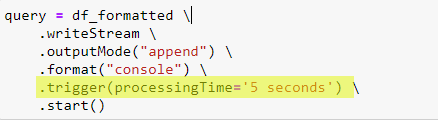 query = df_formatted \
    .writeStream \
    .outputMode("append") \
    .format("console") \
    .trigger(processingTime='5 seconds') \
    .start()